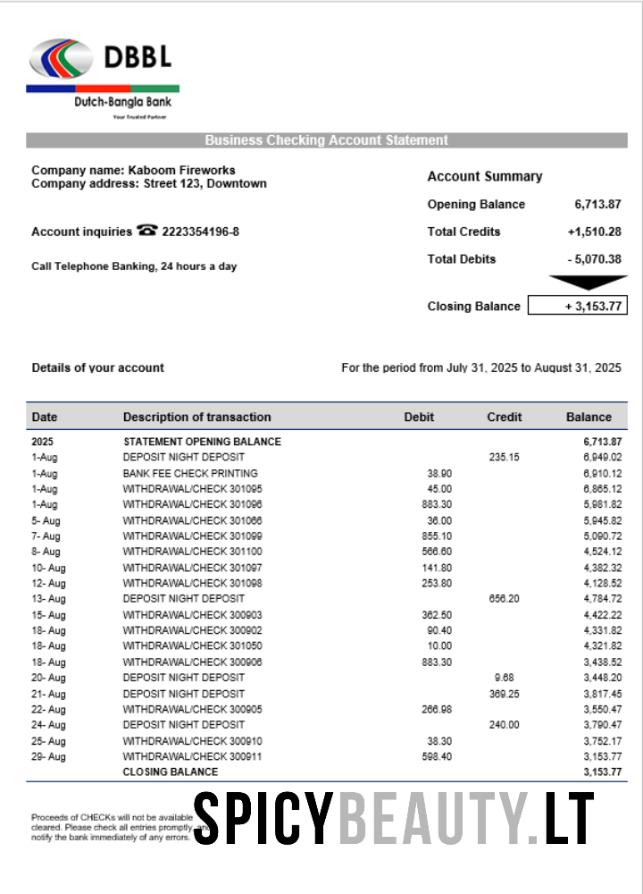 DBBL
Dutch-Bangla Bank
Your Trusted Partner
Business Checking Account Statement
Company name: Kaboom Fireworks
Company address: Street 123, Downtown
Account inquiries ☎ 2223354196-8
Call Telephone Banking, 24 hours a day
Account Summary
Opening Balance 6,713.87
Total Credits +1,510.28
Total Debits - 5,070.38
Closing Balance + 3,153.77
Details of your account For the period from July 31, 2025 to August 31, 2025
Date Description of transaction Debit Credit Balance
2025 STATEMENT OPENING BALANCE 6,713.87
1-Aug DEPOSIT NIGHT DEPOSIT 235.15 6,949.02
1-Aug BANK FEE CHECK PRINTING 38.90 6,910.12
1-Aug WITHDRAWAL/CHECK 301095 45.00 6,865.12
1-Aug WITHDRAWAL/CHECK 301096 883.30 5,981.82
5- Aug WITHDRAWAL/CHECK 301066 36.00 5,945.82
7- Aug WITHDRAWAL/CHECK 301099 855.10 5,090.72
8- Aug WITHDRAWAL/CHECK 301100 566.60 4,524.12
10- Aug WITHDRAWAL/CHECK 301097 141.80 4,382.32
12- Aug WITHDRAWAL/CHECK 301098 253.80 4,128.52
13- Aug DEPOSIT NIGHT DEPOSIT 656.20 4,784.72
15- Aug WITHDRAWAL/CHECK 300903 362.50 4,422.22
18- Aug WITHDRAWAL/CHECK 300902 90.40 4,331.82
18- Aug WITHDRAWAL/CHECK 301050 10.00 4,321.82
18- Aug WITHDRAWAL/CHECK 300906 883.30 3,438.52
20- Aug DEPOSIT NIGHT DEPOSIT 9.68 3,448.20
21- Aug DEPOSIT NIGHT DEPOSIT 369.25 3,817.45
22- Aug WITHDRAWAL/CHECK 300905 266.98 3,550.47
24- Aug DEPOSIT NIGHT DEPOSIT 240.00 3,790.47
25- Aug WITHDRAWAL/CHECK 300910 38.30 3,752.17
29- Aug WITHDRAWAL/CHECK 300911 598.40 3,153.77
CLOSING BALANCE 3,153.77
Proceeds of CHECKs will not be available
cleared. Please check all entries promptly and
notify the bank immediately of any errors.
SPICYBEAUTY.LT